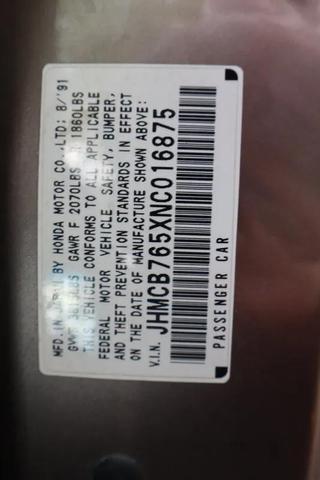 MFD. IN JAPAN BY HONDA MOTOR CO.,LTD: 8/'91
GAWR F 2070LBS R 1860LBS
THIS VEHICLE CONFORMS TO ALL APPLICABLE
FEDERAL MOTOR VEHICLE SAFETY, BUMPER,
AND THEFT PREVENTION STANDARDS IN EFFECT
ON THE DATE OF MANUFACTURE SHOWN ABOVE:
V.I.N. JHMCB765XNC016875
PASSENGER CAR